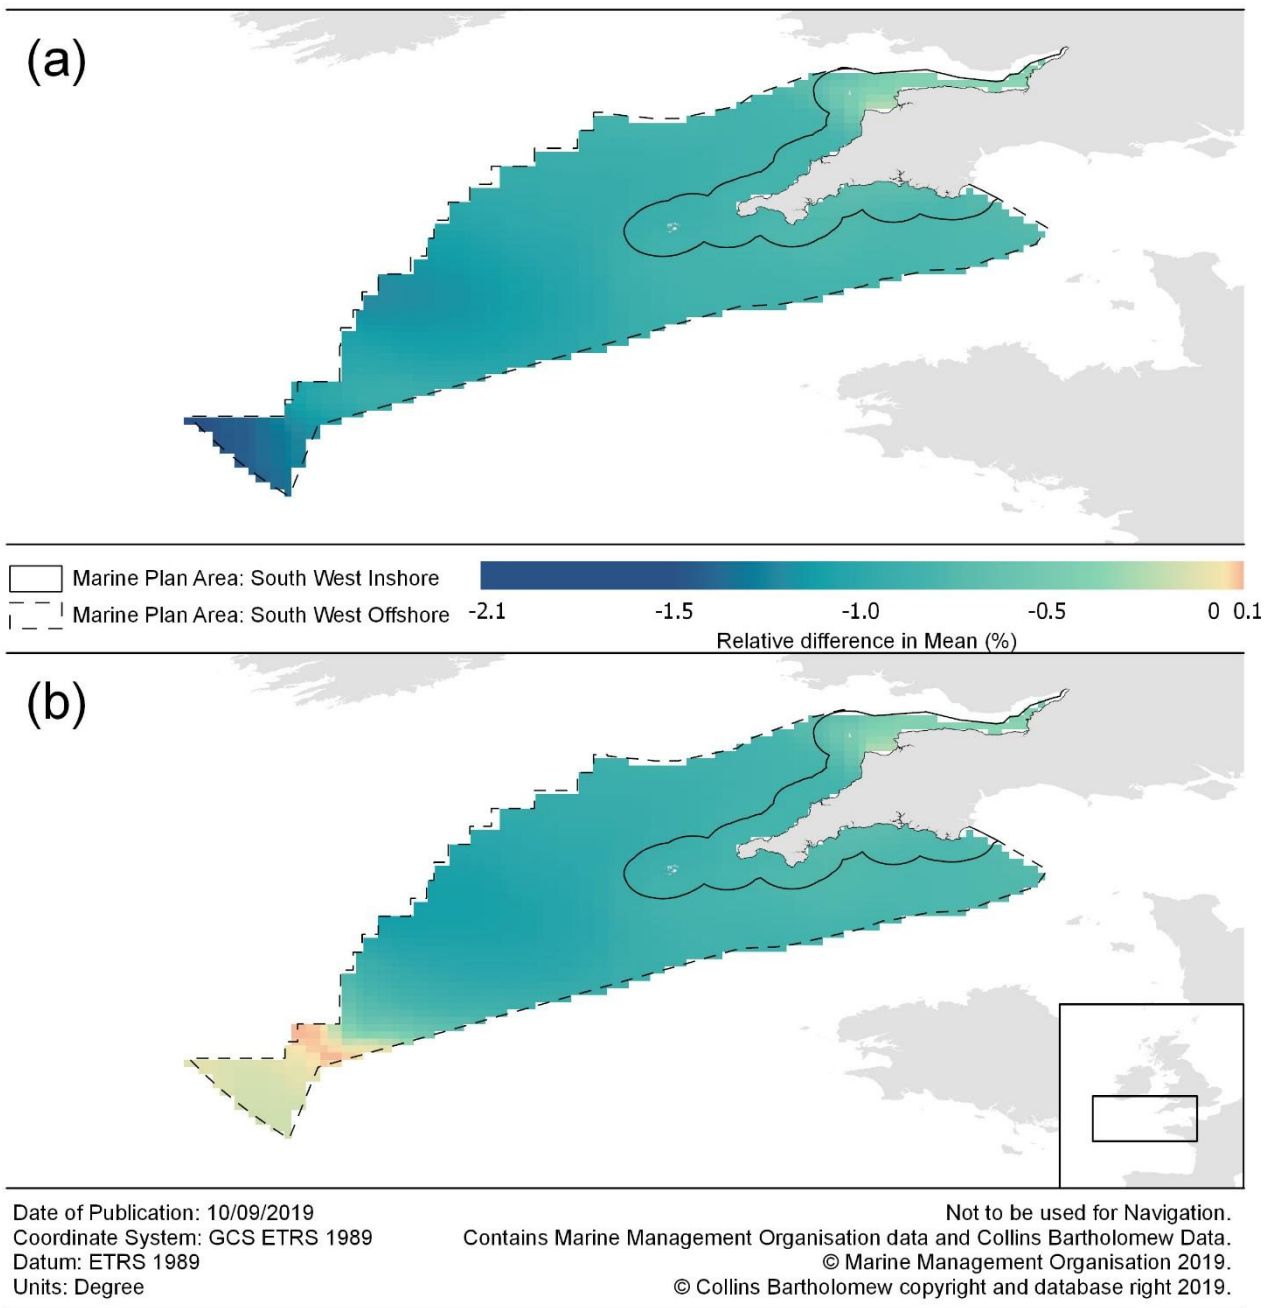 (a)
Marine Plan Area: South West Inshore
Marine Plan Area: South West Offshore
-2.1 -1.5 -1.0 -0.5 0 0.1
Relative difference in Mean (%)
(b)
Date of Publication: 10/09/2019
Coordinate System: GCS ETRS 1989
Datum: ETRS 1989
Units: Degree
Not to be used for Navigation.
Contains Marine Management Organisation data and Collins Bartholomew Data.
© Marine Management Organisation 2019.
© Collins Bartholomew copyright and database right 2019.